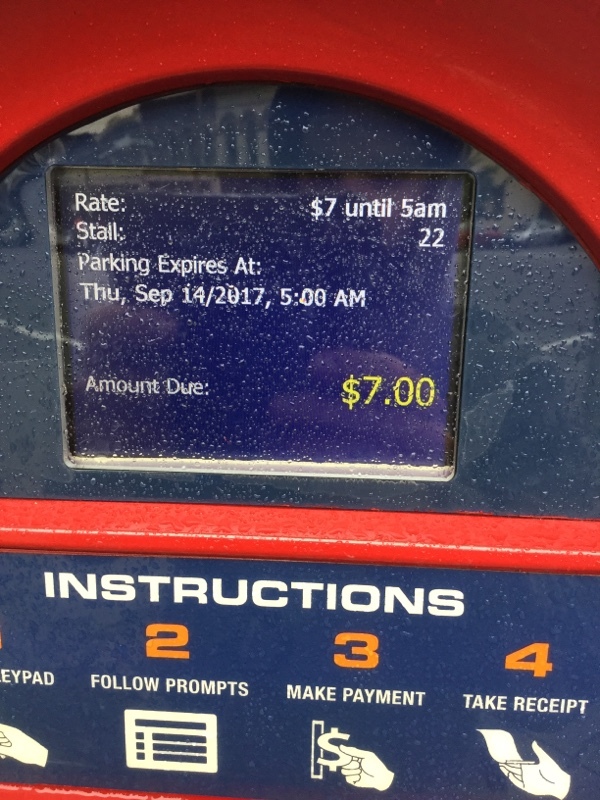 Rate: $7 until 5am
Stall: 22
Parking Expires At:
Thu, Sep 14/2017, 5:00 AM
Amount Due: $7.00
INSTRUCTIONS
2 3 4
FOLLOW PROMPTS MAKE PAYMENT TAKE RECEIPT
$